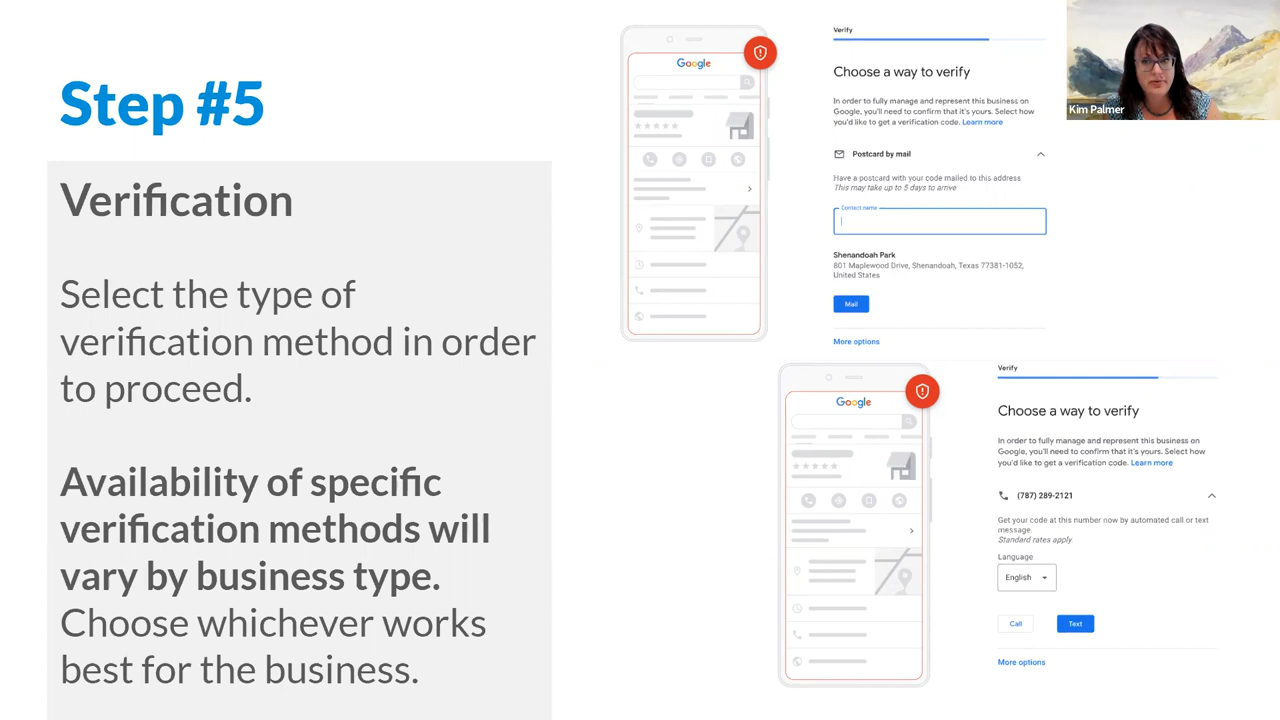 Step #5
Verification
Select the type of
verification method in order
to proceed.
Availability of specific
verification methods will
vary by business type.
Choose whichever works
best for the business.
Google
Verify
Choose a way to verify
In order to fully manage and represent this business on
Google, you'll need to confirm that it's yours. Select how
you'd like to get a verification code. Learn more
Postcard by mail
Have a postcard with your code mailed to this address
This may take up to 5 days to arrive
Contact name
Shenandoah Park
801 Maplewood Drive, Shenandoah, Texas 77381-1052,
United States
Mail
More options
Kim Palmer
Google
Verify
Choose a way to verify
In order to fully manage and represent this business on
Google, you'll need to confirm that it's yours. Select how
you'd like to get a verification code. Learn more
(787) 289-2121
Get your code at this number now by automated call or text
message.
Standard rates apply
Language
English
Call Text
More options